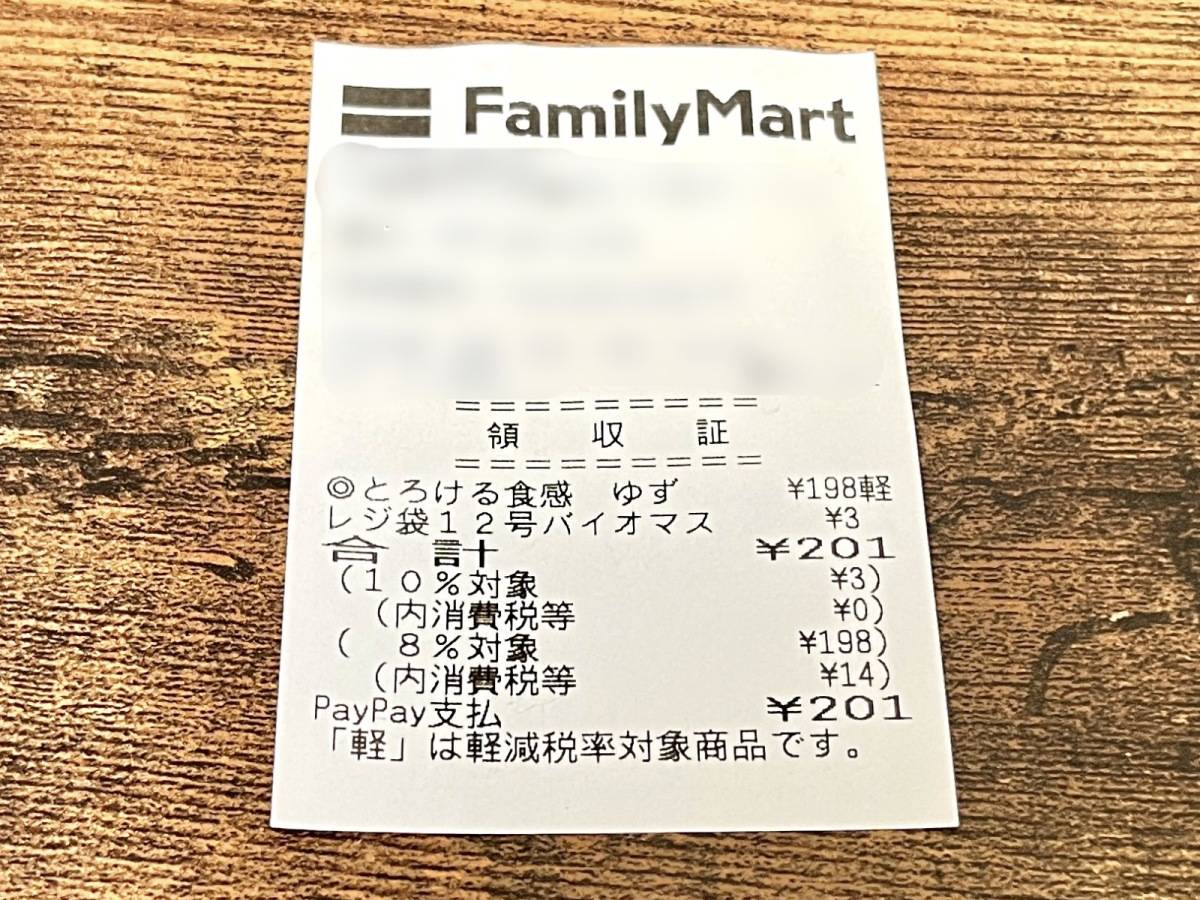 FamilyMart
=========
領　収　証
=========
◎とろける食感　ゆず　¥198軽
レジ袋１２号バイオマス　¥3
合　計　¥201
(１０％対象　¥3)
(内消費税等　¥0)
(　８％対象　¥198)
(内消費税等　¥14)
PayPay支払　¥201
「軽」は軽減税率対象商品です。